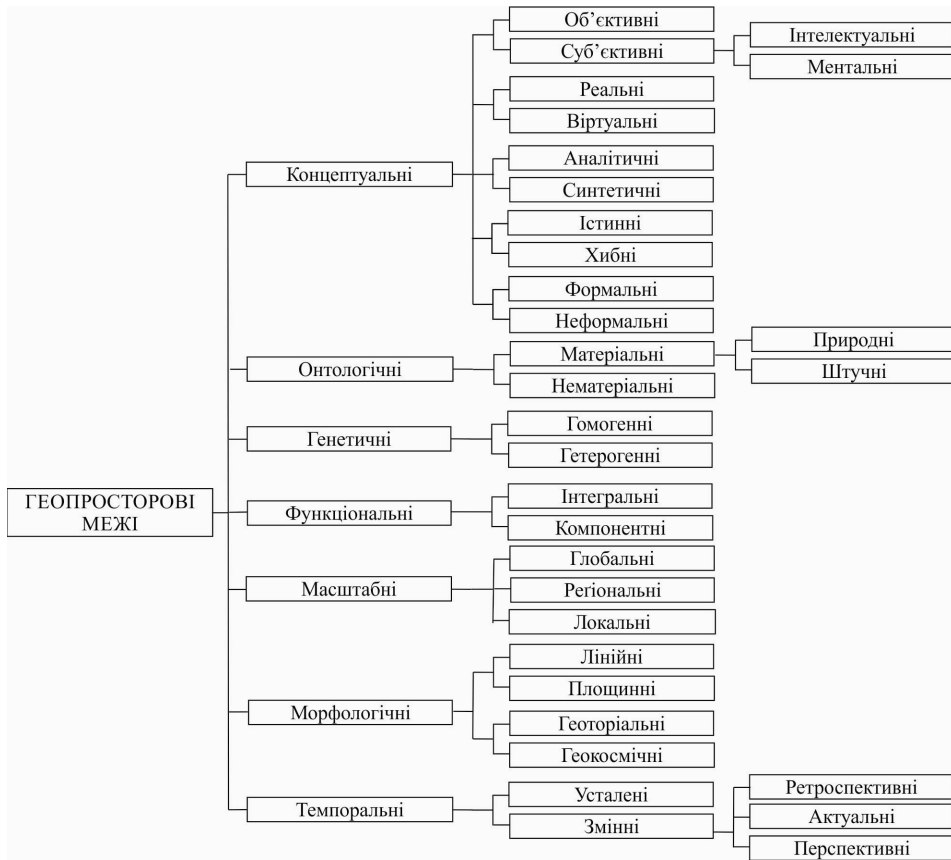 Об’єктивні
Суб’єктивні
Інтелектуальні
Ментальні
Реальні
Віртуальні
Концептуальні
Аналітичні
Синтетичні
Істинні
Хибні
Формальні
Неформальні
Онтологічні
Матеріальні
Нематеріальні
Природні
Штучні
Генетичні
Гомогенні
Гетерогенні
ГЕОПРОСТОРОВІ
МЕЖІ
Функціональні
Інтегральні
Компонентні
Масштабні
Глобальні
Реґіональні
Локальні
Морфологічні
Лінійні
Площинні
Геоторіальні
Геокосмічні
Темпоральні
Усталені
Змінні
Ретроспективні
Актуальні
Перспективні